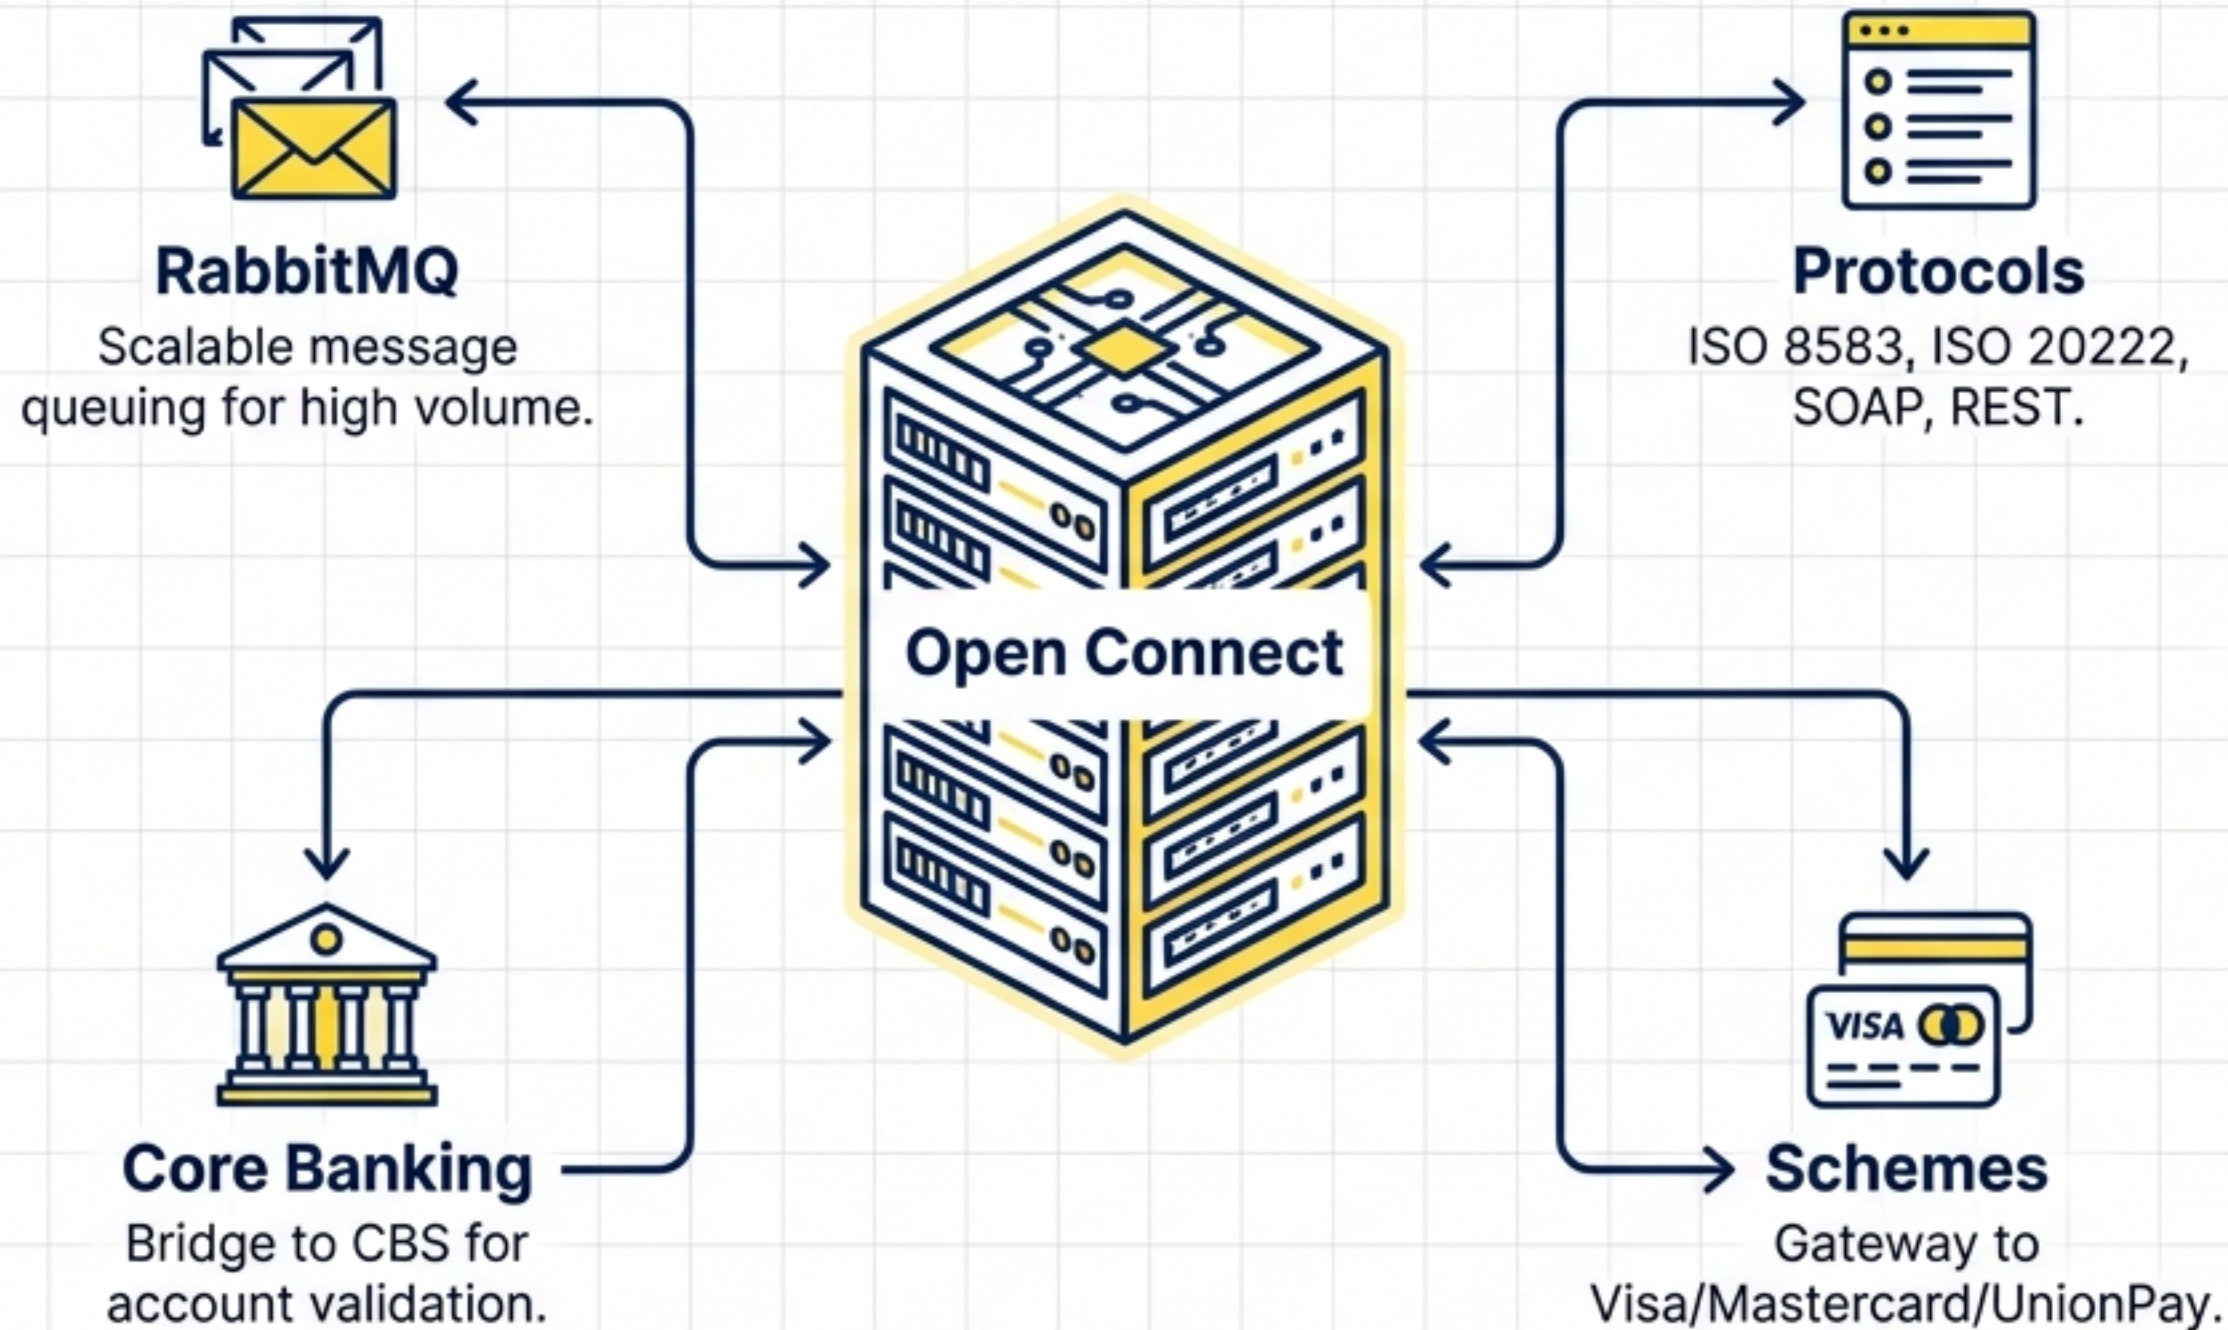 RabbitMQ
Scalable message
queuing for high volume.
Protocols
ISO 8583, ISO 20222,
SOAP, REST.
Open Connect
Core Banking
Bridge to CBS for
account validation.
VISA
Schemes
Gateway to
Visa/Mastercard/UnionPay.